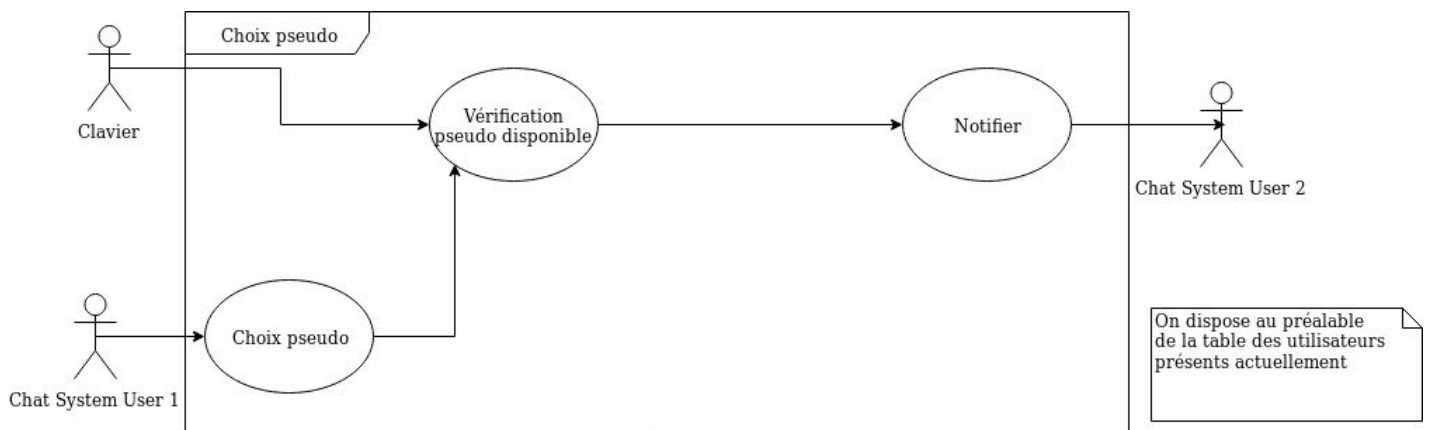 Choix pseudo
Clavier
Vérification
pseudo disponible
Notifier
Chat System User 2
Choix pseudo
Chat System User 1
On dispose au préalable
de la table des utilisateurs
présents actuellement